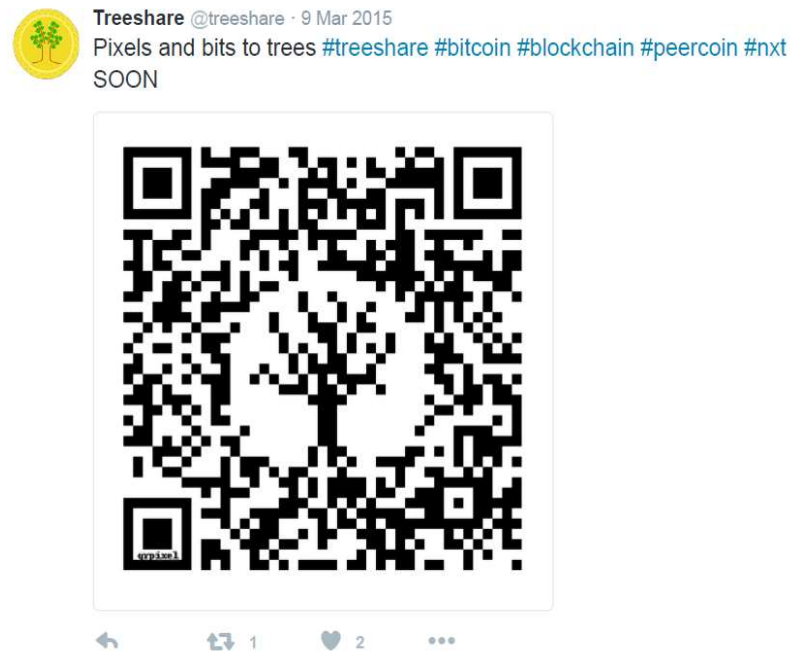 Treeshare @treeshare · 9 Mar 2015
Pixels and bits to trees #treeshare #bitcoin #blockchain #peercoin #nxt
SOON
qrpixel
1 2